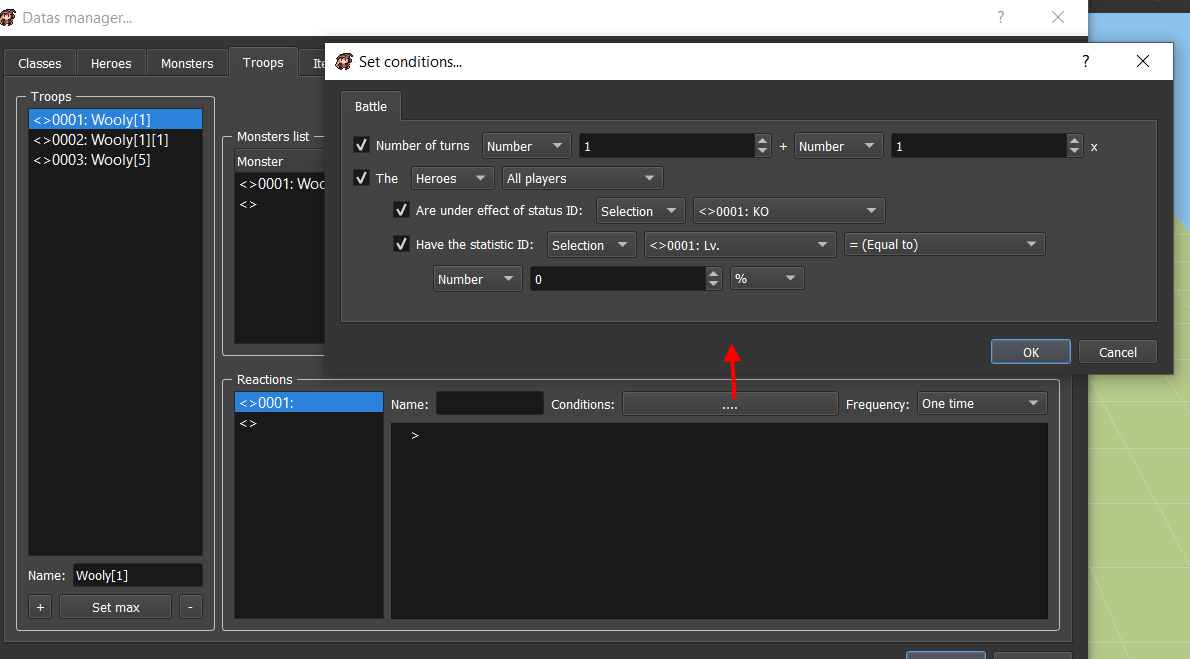 Datas manager... ?
Set conditions... ?
Classes Heroes Monsters Troops
Battle
Troops
<>0001: Wooly[1]
<>0002: Wooly[1][1]
<>0003: Wooly[5]
Monsters list
Monster
<>0001:
<>
Number of turns Number 1 + Number 1 x
The Heroes All players
Are under effect of status ID: Selection <>0001: KO
Have the statistic ID: Selection <>0001: Lv. = (Equal to)
Number 0 %
OK Cancel
Reactions
<>0001:
<>
Name: Conditions: .... Frequency: One time
>
Name: Wooly[1]
+ Set max -